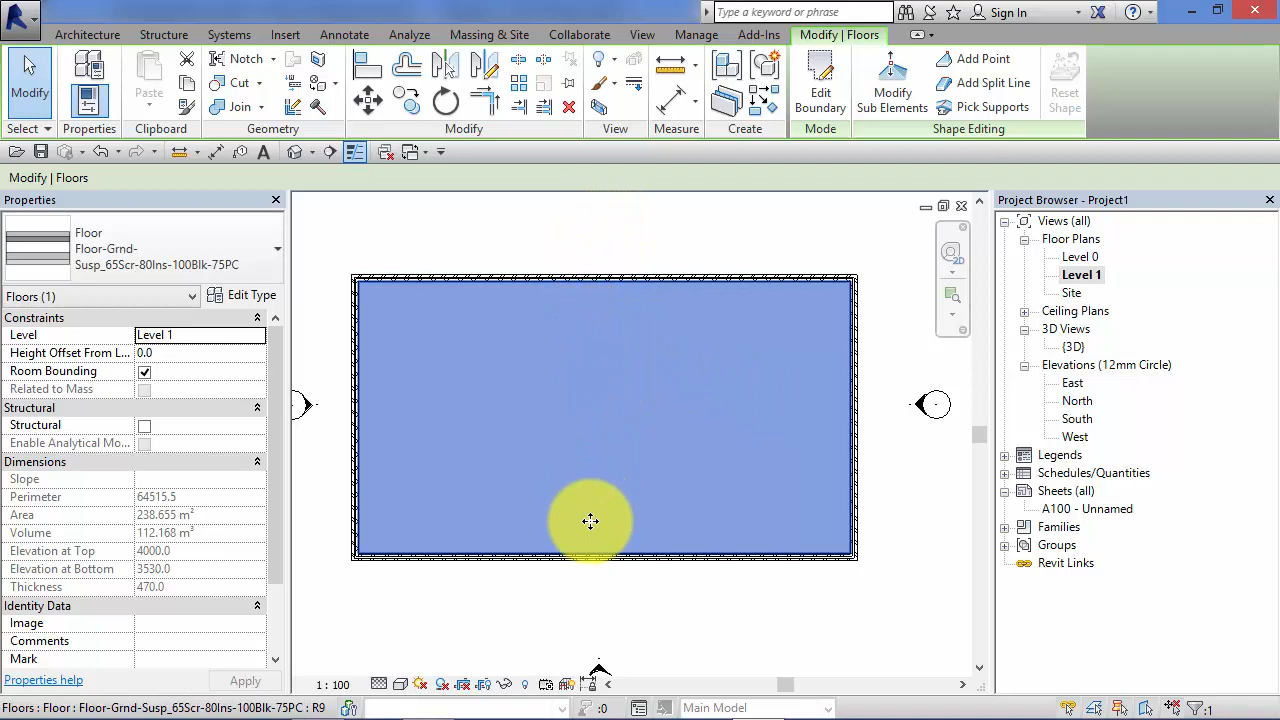 Type a keyword or phrase
Sign In
Architecture Structure Systems Insert Annotate Analyze Massing & Site Collaborate View Manage Add-Ins Modify | Floors
Modify
Select
Properties
Paste
Clipboard
Notch
Cut
Join
Geometry
Modify
View
Measure
Create
Edit
Boundary
Mode
Modify
Sub Elements
Add Point
Add Split Line
Pick Supports
Reset
Shape
Shape Editing
A
Modify | Floors
Properties
Floor
Floor-Grnd-
Susp_65Scr-80Ins-100Blk-75PC
Floors (1)
Edit Type
Constraints
Level Level 1
Height Offset From L... 0.0
Room Bounding
Related to Mass
Structural
Structural
Enable Analytical Mo...
Dimensions
Slope
Perimeter 64515.5
Area 238.655 m²
Volume 112.168 m³
Elevation at Top 4000.0
Elevation at Bottom 3530.0
Thickness 470.0
Identity Data
Image
Comments
Mark
Properties help
Apply
2D
1 : 100
Project Browser - Project1
Views (all)
Floor Plans
Level 0
Level 1
Site
Ceiling Plans
3D Views
{3D}
Elevations (12mm Circle)
East
North
South
West
Legends
Schedules/Quantities
Sheets (all)
A100 - Unnamed
Families
Groups
Revit Links
Floors : Floor : Floor-Grnd-Susp_65Scr-80Ins-100Blk-75PC : R9
:0
Main Model
:1